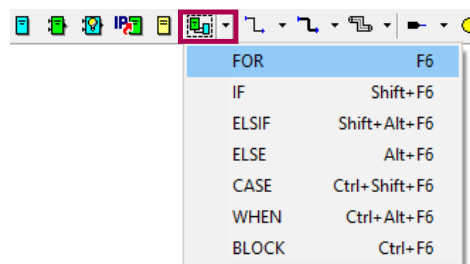 IP
FOR F6
IF Shift+F6
ELSIF Shift+Alt+F6
ELSE Alt+F6
CASE Ctrl+Shift+F6
WHEN Ctrl+Alt+F6
BLOCK Ctrl+F6